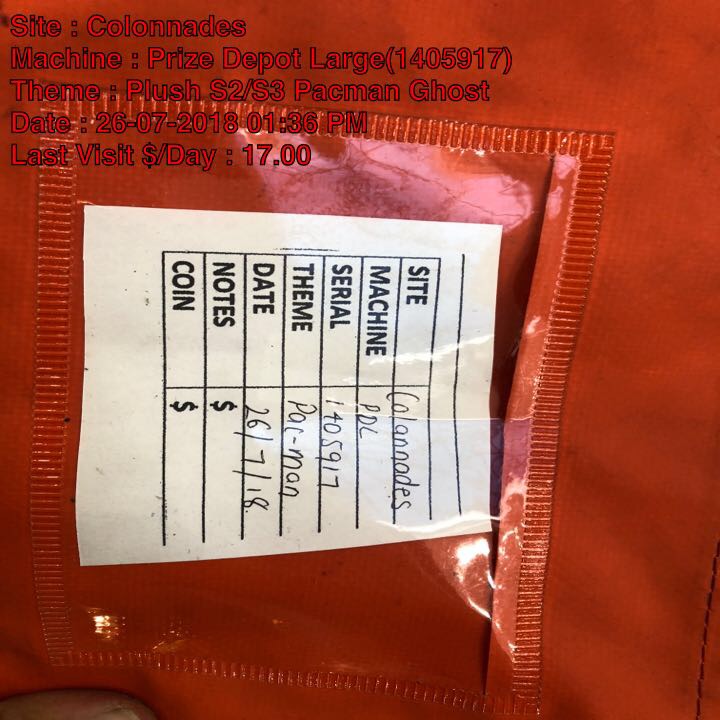 Site : Colonnades
Machine : Prize Depot Large(1405917)
Theme : Plush S2/S3 Pacman Ghost
Date : 26-07-2018 01:36 PM
Last Visit $/Day : 17.00
SITE Colannades
MACHINE PDL
SERIAL 1405917
THEME Pac-man
DATE 26/7/18
NOTES $
COIN $